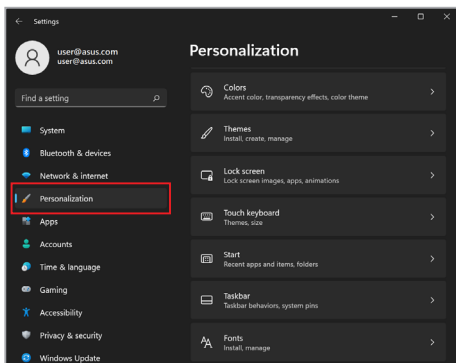 Settings
user@asus.com
user@asus.com
Find a setting
System
Bluetooth & devices
Network & internet
Personalization
Apps
Accounts
Time & language
Gaming
Accessibility
Privacy & security
Windows Update
Personalization
Colors
Accent color, transparency effects, color theme
Themes
Install, create, manage
Lock screen
Lock screen images, apps, animations
Touch keyboard
Themes, size
Start
Recent apps and items, folders
Taskbar
Taskbar behaviors, system pins
Fonts
Install, manage